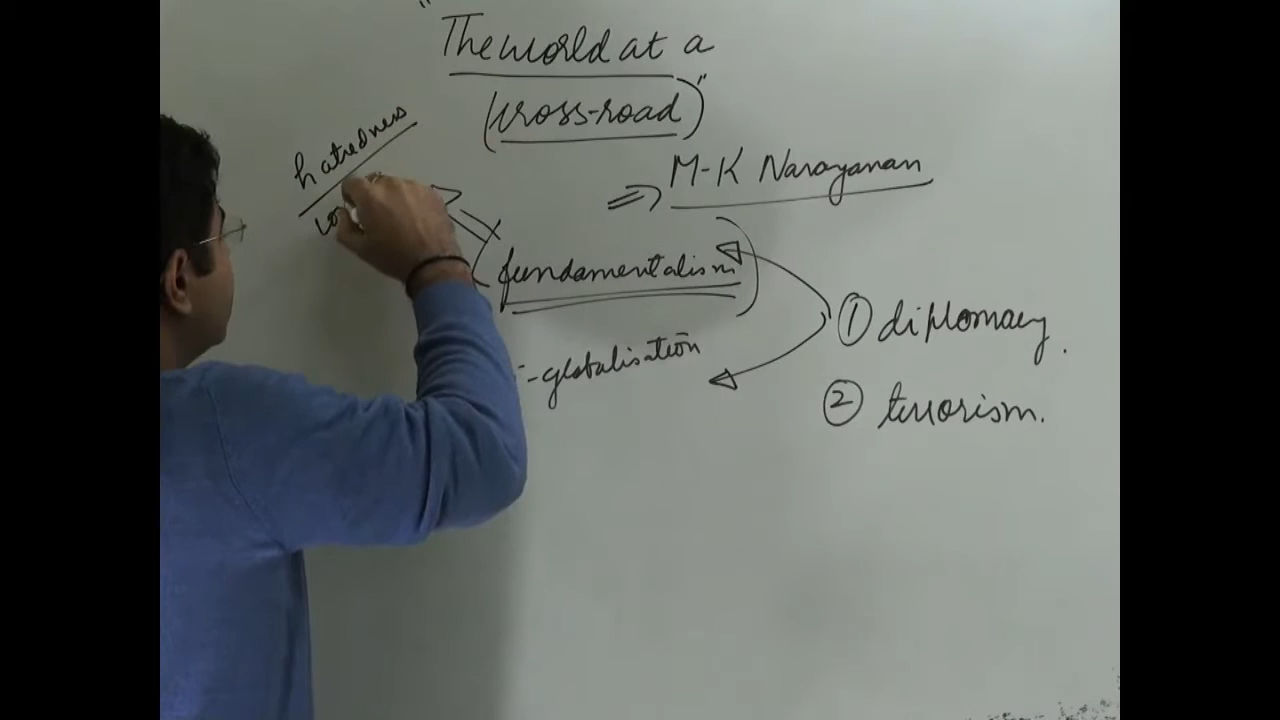 "The world at a
(cross-road)"
hatredness
⇒ M-K Narayanan
(fundamentalism)
-globalisation
① diplomacy.
② terrorism.